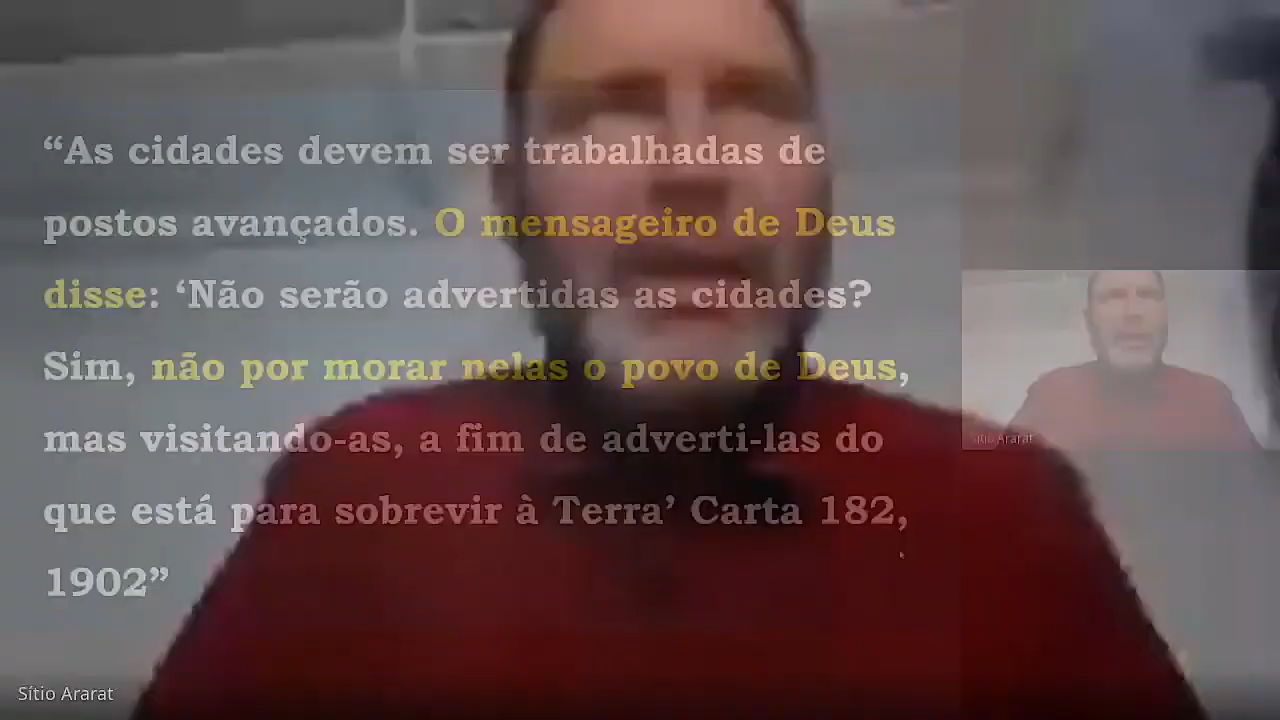 “As cidades devem ser trabalhadas de
postos avançados. O mensageiro de Deus
disse: ‘Não serão advertidas as cidades?
Sim, não por morar nelas o povo de Deus,
mas visitando-as, a fim de adverti-las do
que está para sobrevir à Terra’ Carta 182,
1902”
Sítio Ararat
Sítio Ararat